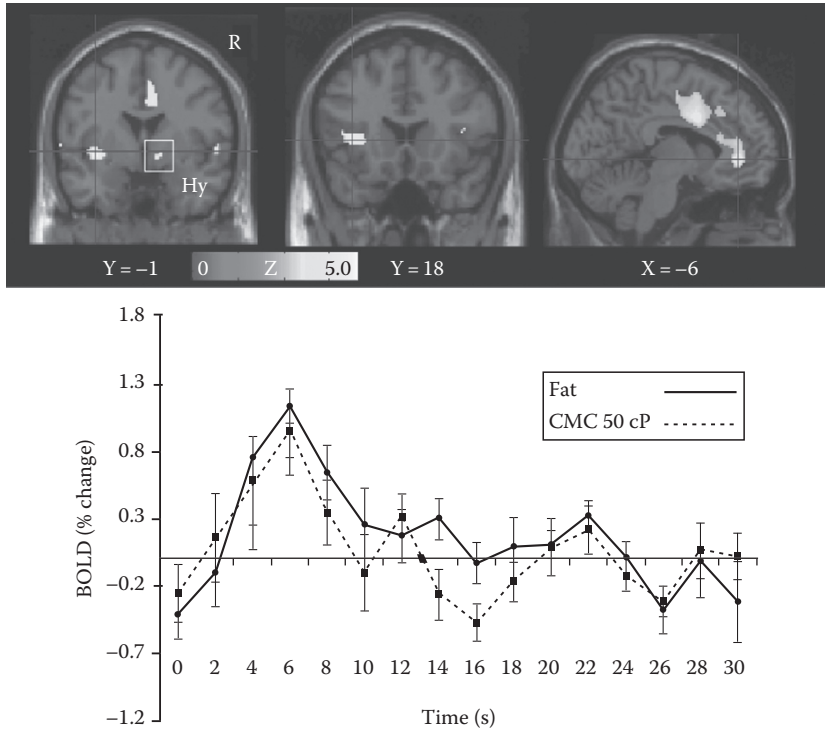 R
Hy
Y = −1
0 Z 5.0
Y = 18
X = −6
1.8
1.3
0.8
0.3
−0.2
−0.7
−1.2
BOLD (% change)
Fat
CMC 50 cP
0 2 4 6 8 10 12 14 16 18 20 22 24 26 28 30
Time (s)